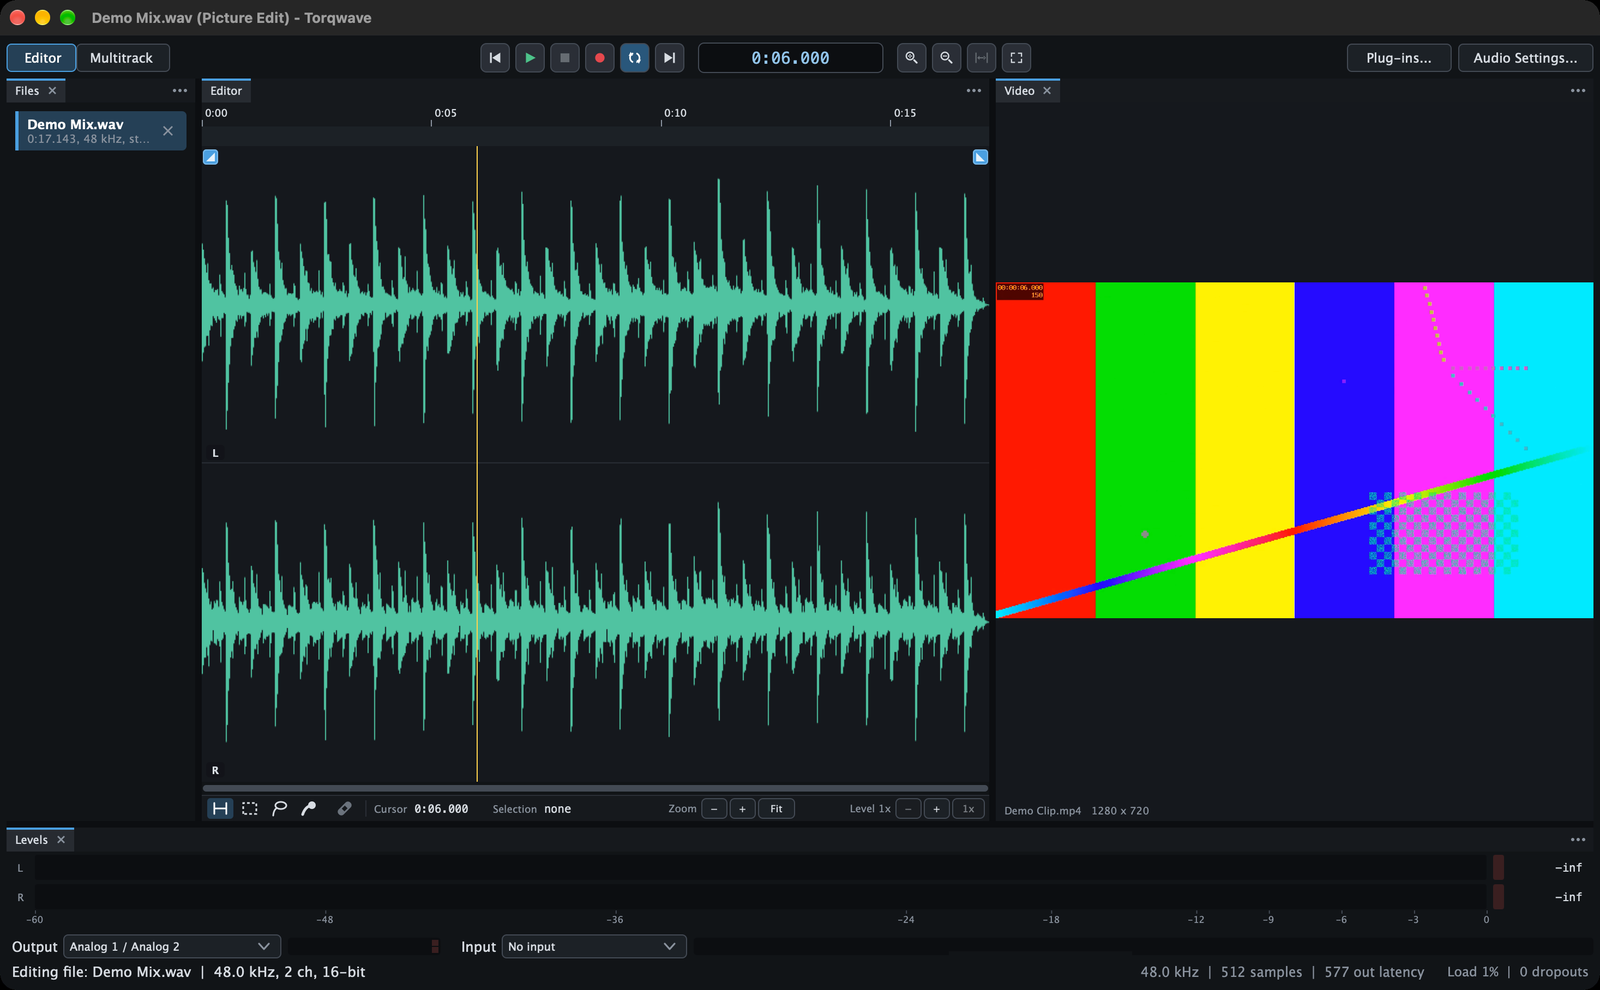 Demo Mix.wav (Picture Edit) - Torqwave
Editor
Multitrack
0:06.000
Plug-ins...
Audio Settings...
Files
Demo Mix.wav
0:17.143, 48 kHz, st...
Editor
0:00
0:05
0:10
0:15
L
R
Cursor 0:06.000
Selection none
Zoom - + Fit
Level 1x - + 1x
Video
00:00:06.000
150
Demo Clip.mp4 1280 x 720
Levels
L
-inf
R
-inf
-60 -48 -36 -24 -18 -12 -9 -6 -3 0
Output Analog 1 / Analog 2
Input No input
Editing file: Demo Mix.wav | 48.0 kHz, 2 ch, 16-bit
48.0 kHz | 512 samples | 577 out latency Load 1% | 0 dropouts